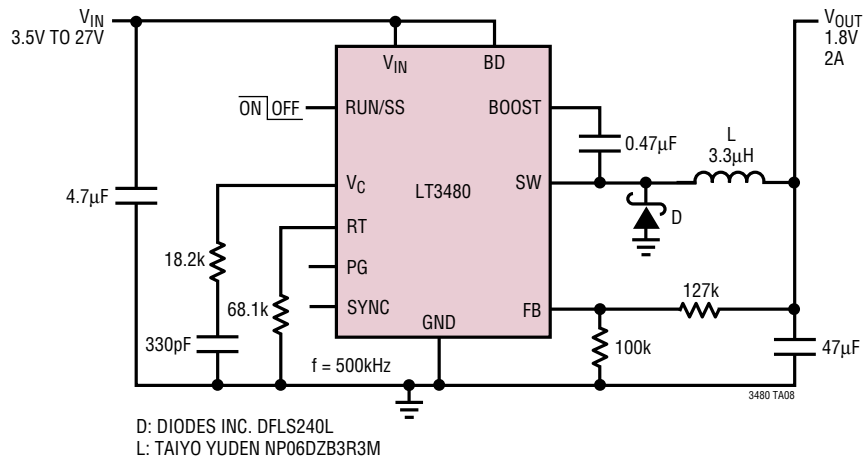 VIN
3.5V TO 27V
VOUT
1.8V
2A
VIN
BD
ON OFF
RUN/SS
BOOST
0.47µF
L
3.3µH
4.7µF
VC
LT3480
SW
D
RT
18.2k
PG
68.1k
SYNC
FB
127k
GND
330pF
f = 500kHz
100k
47µF
3480 TA08
D: DIODES INC. DFLS240L
L: TAIYO YUDEN NP06DZB3R3M